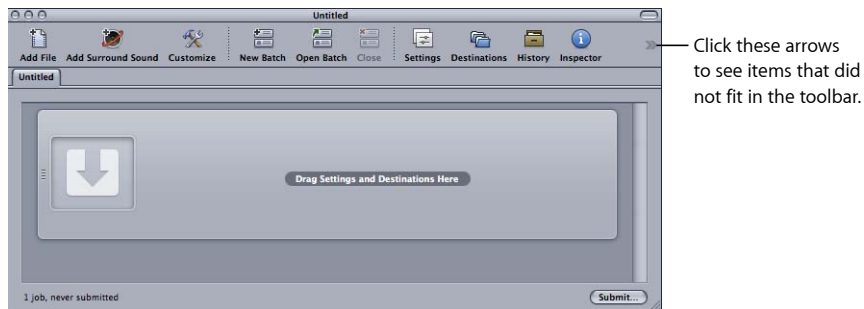 Untitled
Add File Add Surround Sound Customize New Batch Open Batch Close Settings Destinations History Inspector
Untitled
Drag Settings and Destinations Here
1 job, never submitted Submit...
Click these arrows
to see items that did
not fit in the toolbar.